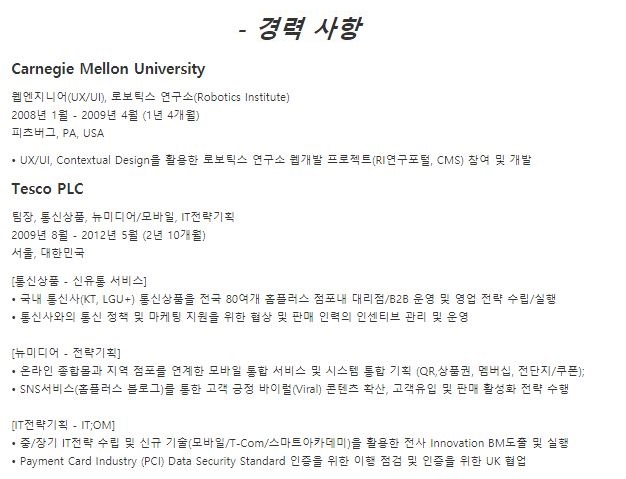 - 경력 사항
Carnegie Mellon University
웹엔지니어(UX/UI), 로보틱스 연구소(Robotics Institute)
2008년 1월 - 2009년 4월 (1년 4개월)
피츠버그, PA, USA
• UX/UI, Contextual Design을 활용한 로보틱스 연구소 웹개발 프로젝트(RI연구포털, CMS) 참여 및 개발
Tesco PLC
팀장, 통신상품, 뉴미디어/모바일, IT전략기획
2009년 8월 - 2012년 5월 (2년 10개월)
서울, 대한민국
[통신상품 - 신유통 서비스]
• 국내 통신사(KT, LGU+) 통신상품을 전국 80여개 홈플러스 점포내 대리점/B2B 운영 및 영업 전략 수립/실행
• 통신사와의 통신 정책 및 마케팅 지원을 위한 협상 및 판매 인력의 인센티브 관리 및 운영
[뉴미디어 - 전략기획]
• 온라인 종합몰과 지역 점포를 연계한 모바일 통합 서비스 및 시스템 통합 기획 (QR,상품권, 멤버십, 전단지/쿠폰);
• SNS서비스(홈플러스 블로그)를 통한 고객 긍정 바이럴(Viral) 콘텐츠 확산, 고객유입 및 판매 활성화 전략 수행
[IT전략기획 - IT;OM]
• 중/장기 IT전략 수립 및 신규 기술(모바일/T-Com/스마트아카데미)을 활용한 전사 Innovation BM도출 및 실행
• Payment Card Industry (PCI) Data Security Standard 인증을 위한 이행 점검 및 인증을 위한 UK 협업